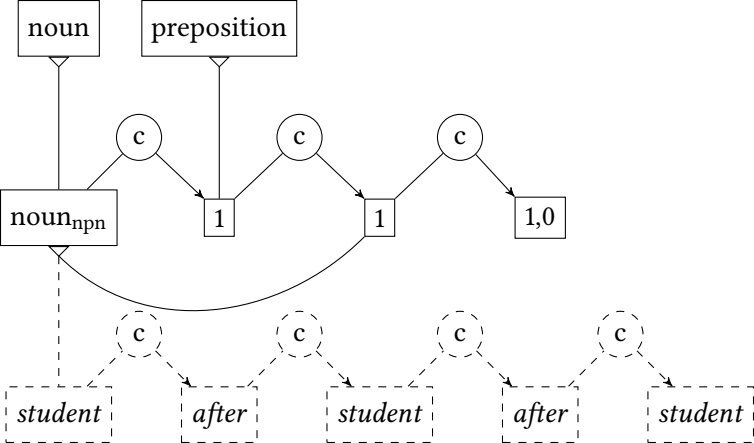 noun preposition
c c c
noun_npn 1 1 1,0
c c c c
student after student after student